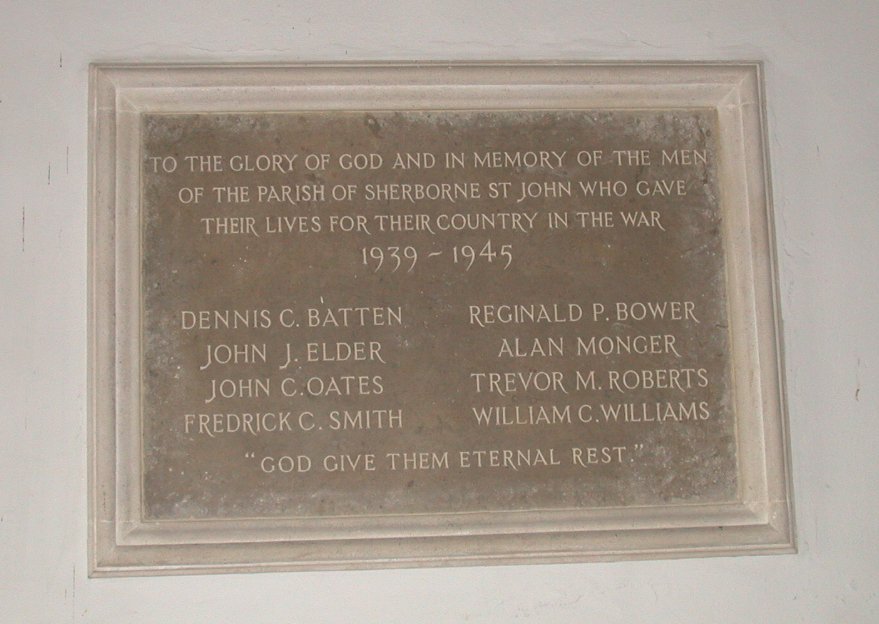 TO THE GLORY OF GOD AND IN MEMORY OF THE MEN
OF THE PARISH OF SHERBORNE ST JOHN WHO GAVE
THEIR LIVES FOR THEIR COUNTRY IN THE WAR
1939 - 1945
DENNIS C. BATTEN REGINALD P. BOWER
JOHN J. ELDER ALAN MONGER
JOHN C. OATES TREVOR M. ROBERTS
FREDRICK C. SMITH WILLIAM C. WILLIAMS
"GOD GIVE THEM ETERNAL REST."